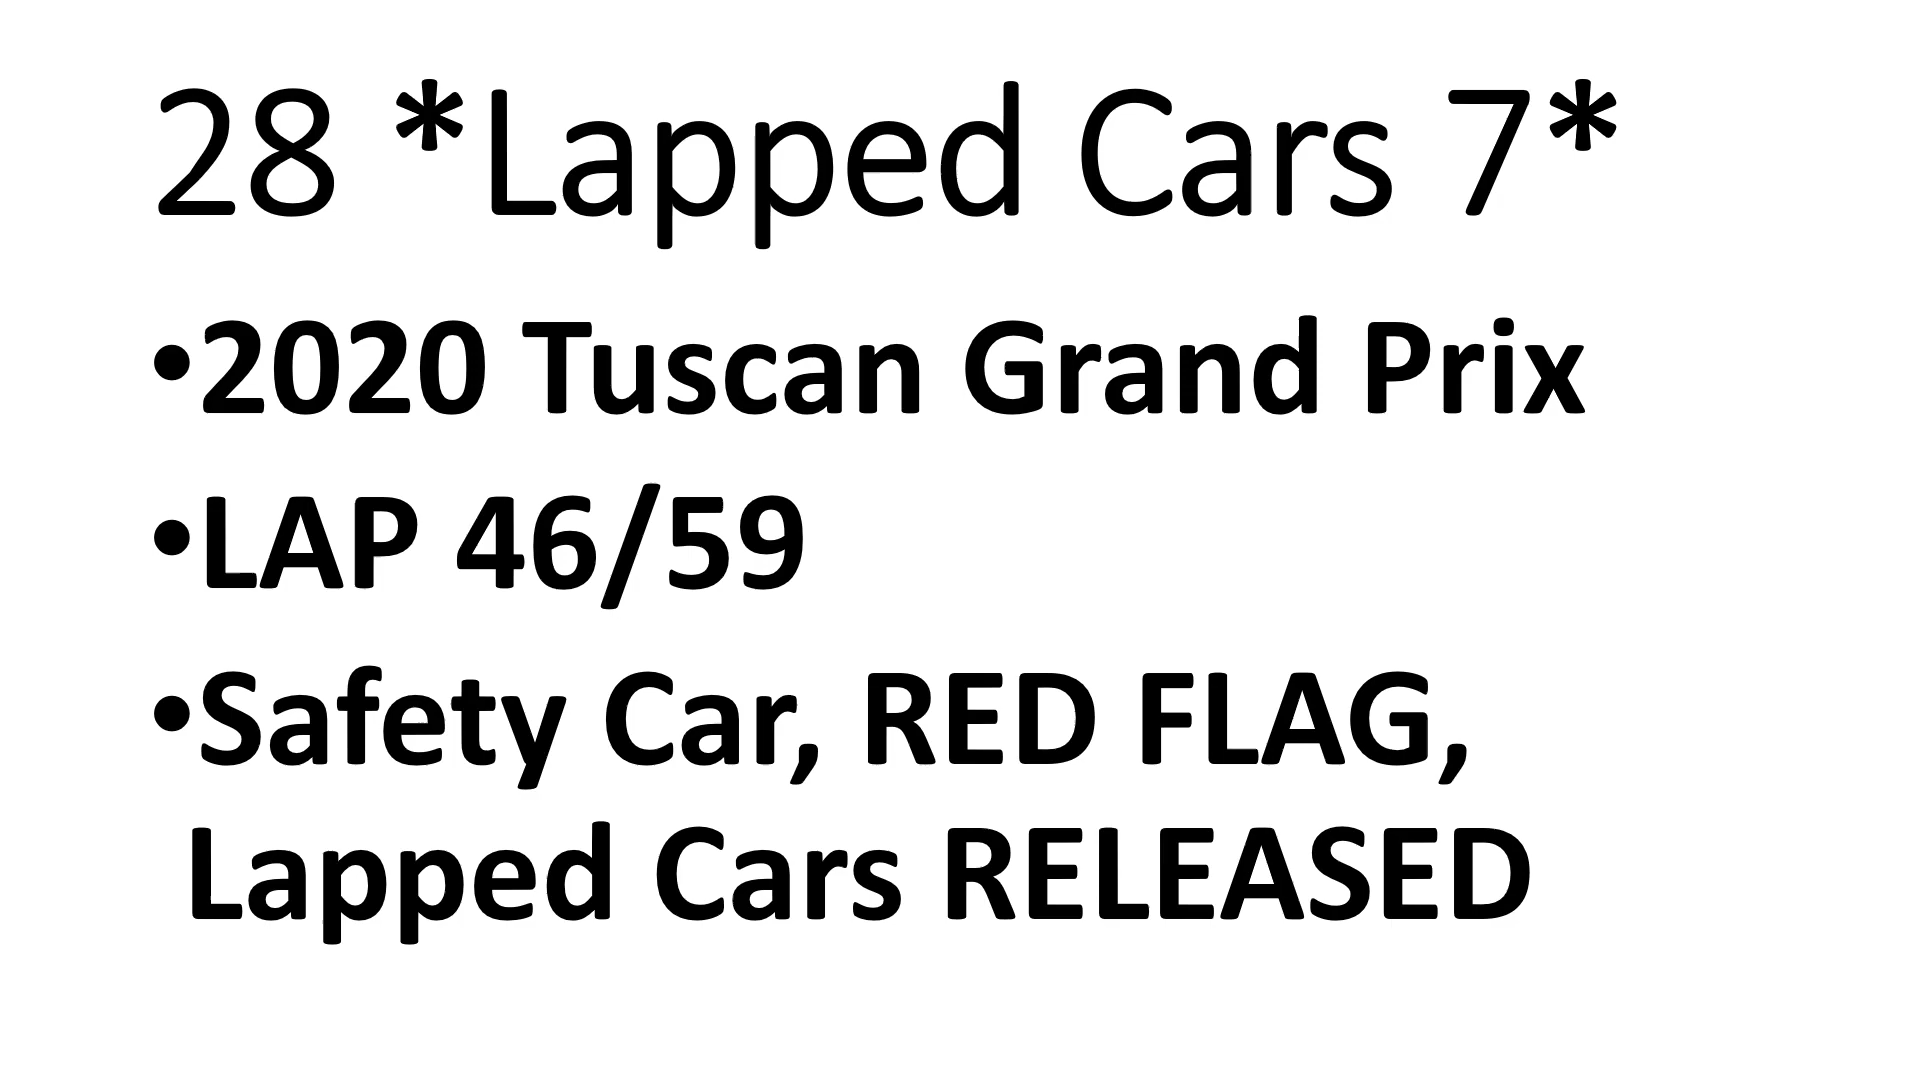 28 *Lapped Cars 7*
•2020 Tuscan Grand Prix
•LAP 46/59
•Safety Car, RED FLAG,
Lapped Cars RELEASED